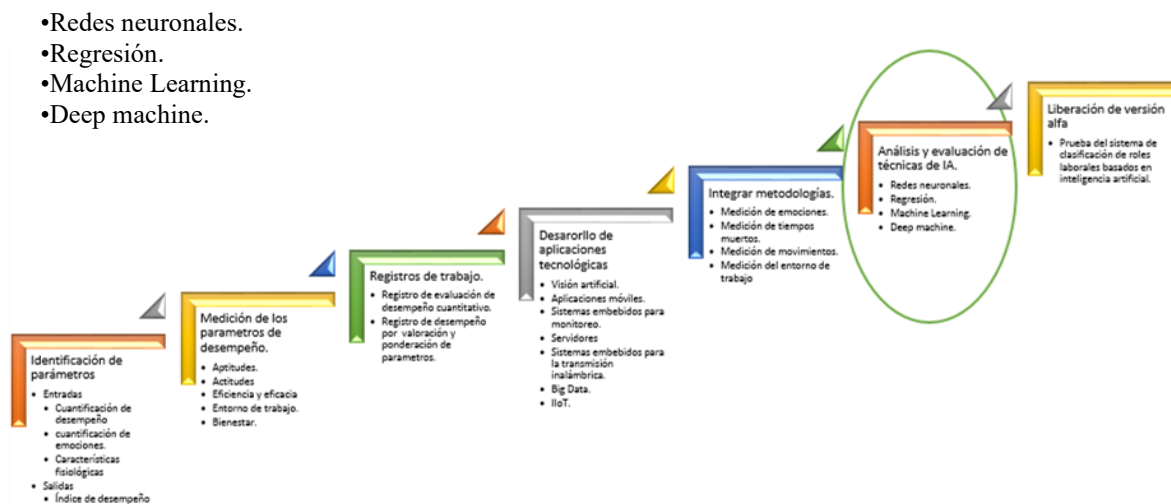 •Redes neuronales.
•Regresión.
•Machine Learning.
•Deep machine.
Identificación de
parámetros
• Entradas
• Cuantificación de
desempeño
• cuantificación de
emociones.
• Características
fisiológicas
• Salidas
• Índice de desempeño
Medición de los
parametros de
desempeño.
• Aptitudes.
• Actitudes
• Eficiencia y eficacia
• Entorno de trabajo.
• Bienestar.
Registros de trabajo.
• Registro de evaluación de
desempeño cuantitativo.
• Registro de desempeño
por valoración y
ponderación de
parametros.
Desarorllo de
aplicaciones
tecnológicas
• Visión artificial.
• Aplicaciones móviles.
• Sistemas embebidos para
monitoreo.
• Servidores
• Sistemas embebidos para
la transmisión
inalámbrica.
• Big Data.
• IIoT.
Integrar metodologías.
• Medición de emociones.
• Medición de tiempos
muertos.
• Medición de movimientos.
• Medición del entorno de
trabajo
Análisis y evaluación de
técnicas de IA.
• Redes neuronales.
• Regresión.
• Machine Learning.
• Deep machine.
Liberación de versión
alfa
• Prueba del sistema de
clasificación de roles
laborales basados en
inteligencia artificial.